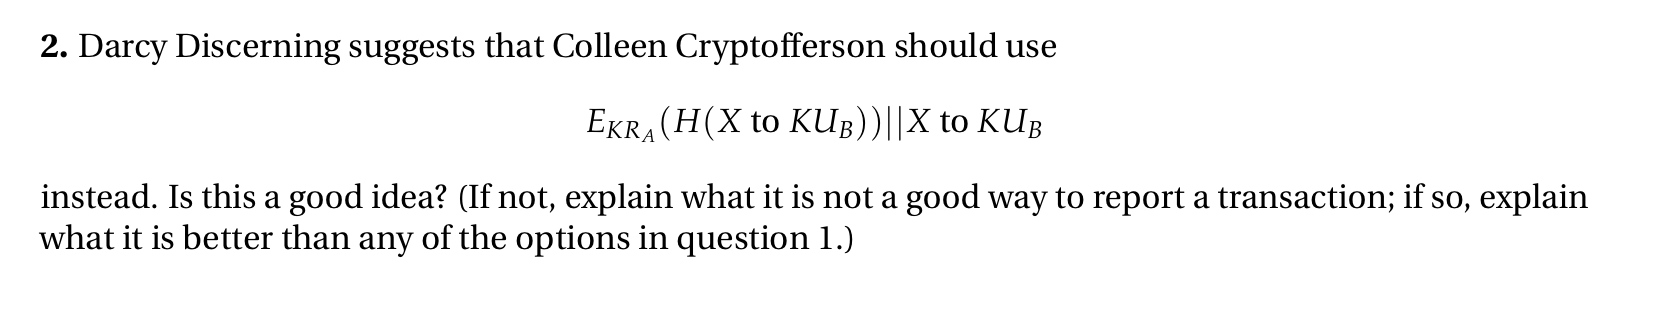 2. Darcy Discerning suggests that Colleen Cryptofferson should use
E_{KR_A}(H(X to KU_B))||X to KU_B
instead. Is this a good idea? (If not, explain what it is not a good way to report a transaction; if so, explain
what it is better than any of the options in question 1.)